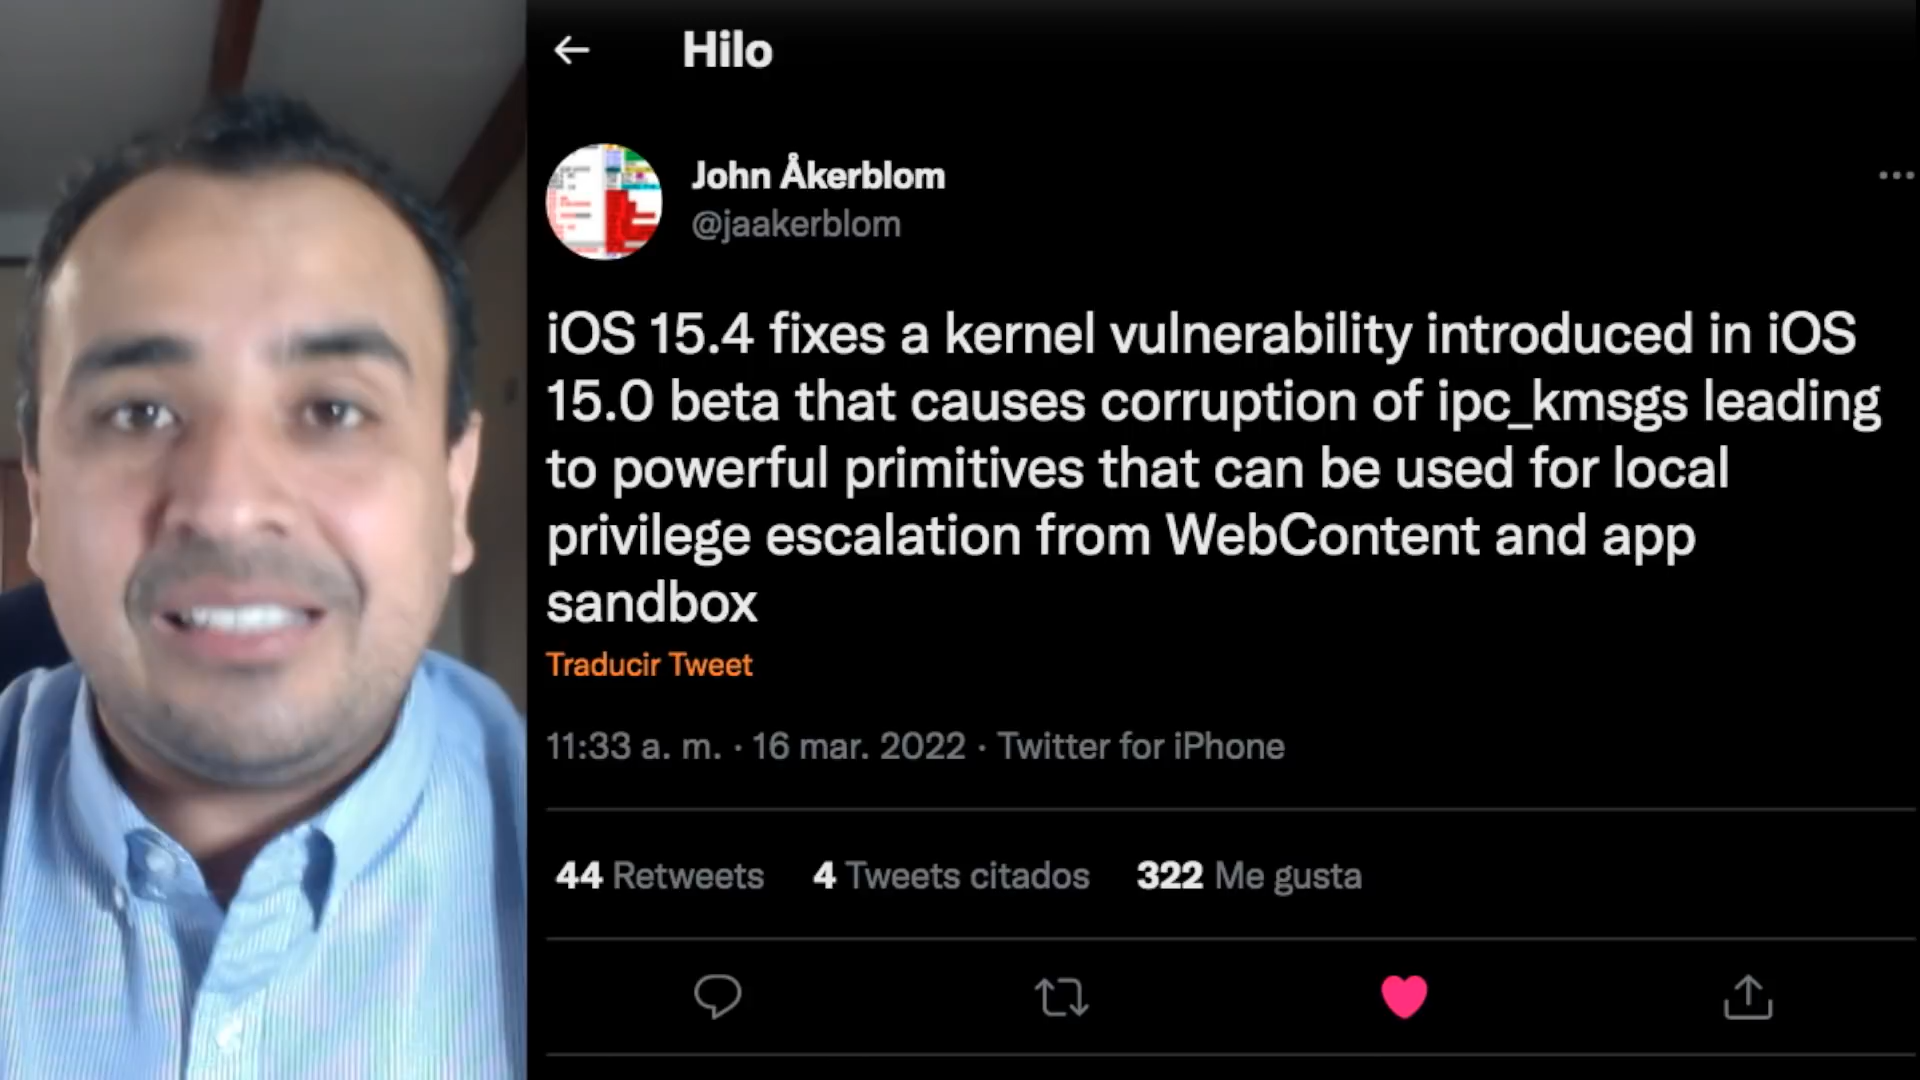 Hilo
John Åkerblom
@jaakerblom
iOS 15.4 fixes a kernel vulnerability introduced in iOS
15.0 beta that causes corruption of ipc_kmsgs leading
to powerful primitives that can be used for local
privilege escalation from WebContent and app
sandbox
Traducir Tweet
11:33 a. m. · 16 mar. 2022 · Twitter for iPhone
44 Retweets 4 Tweets citados 322 Me gusta